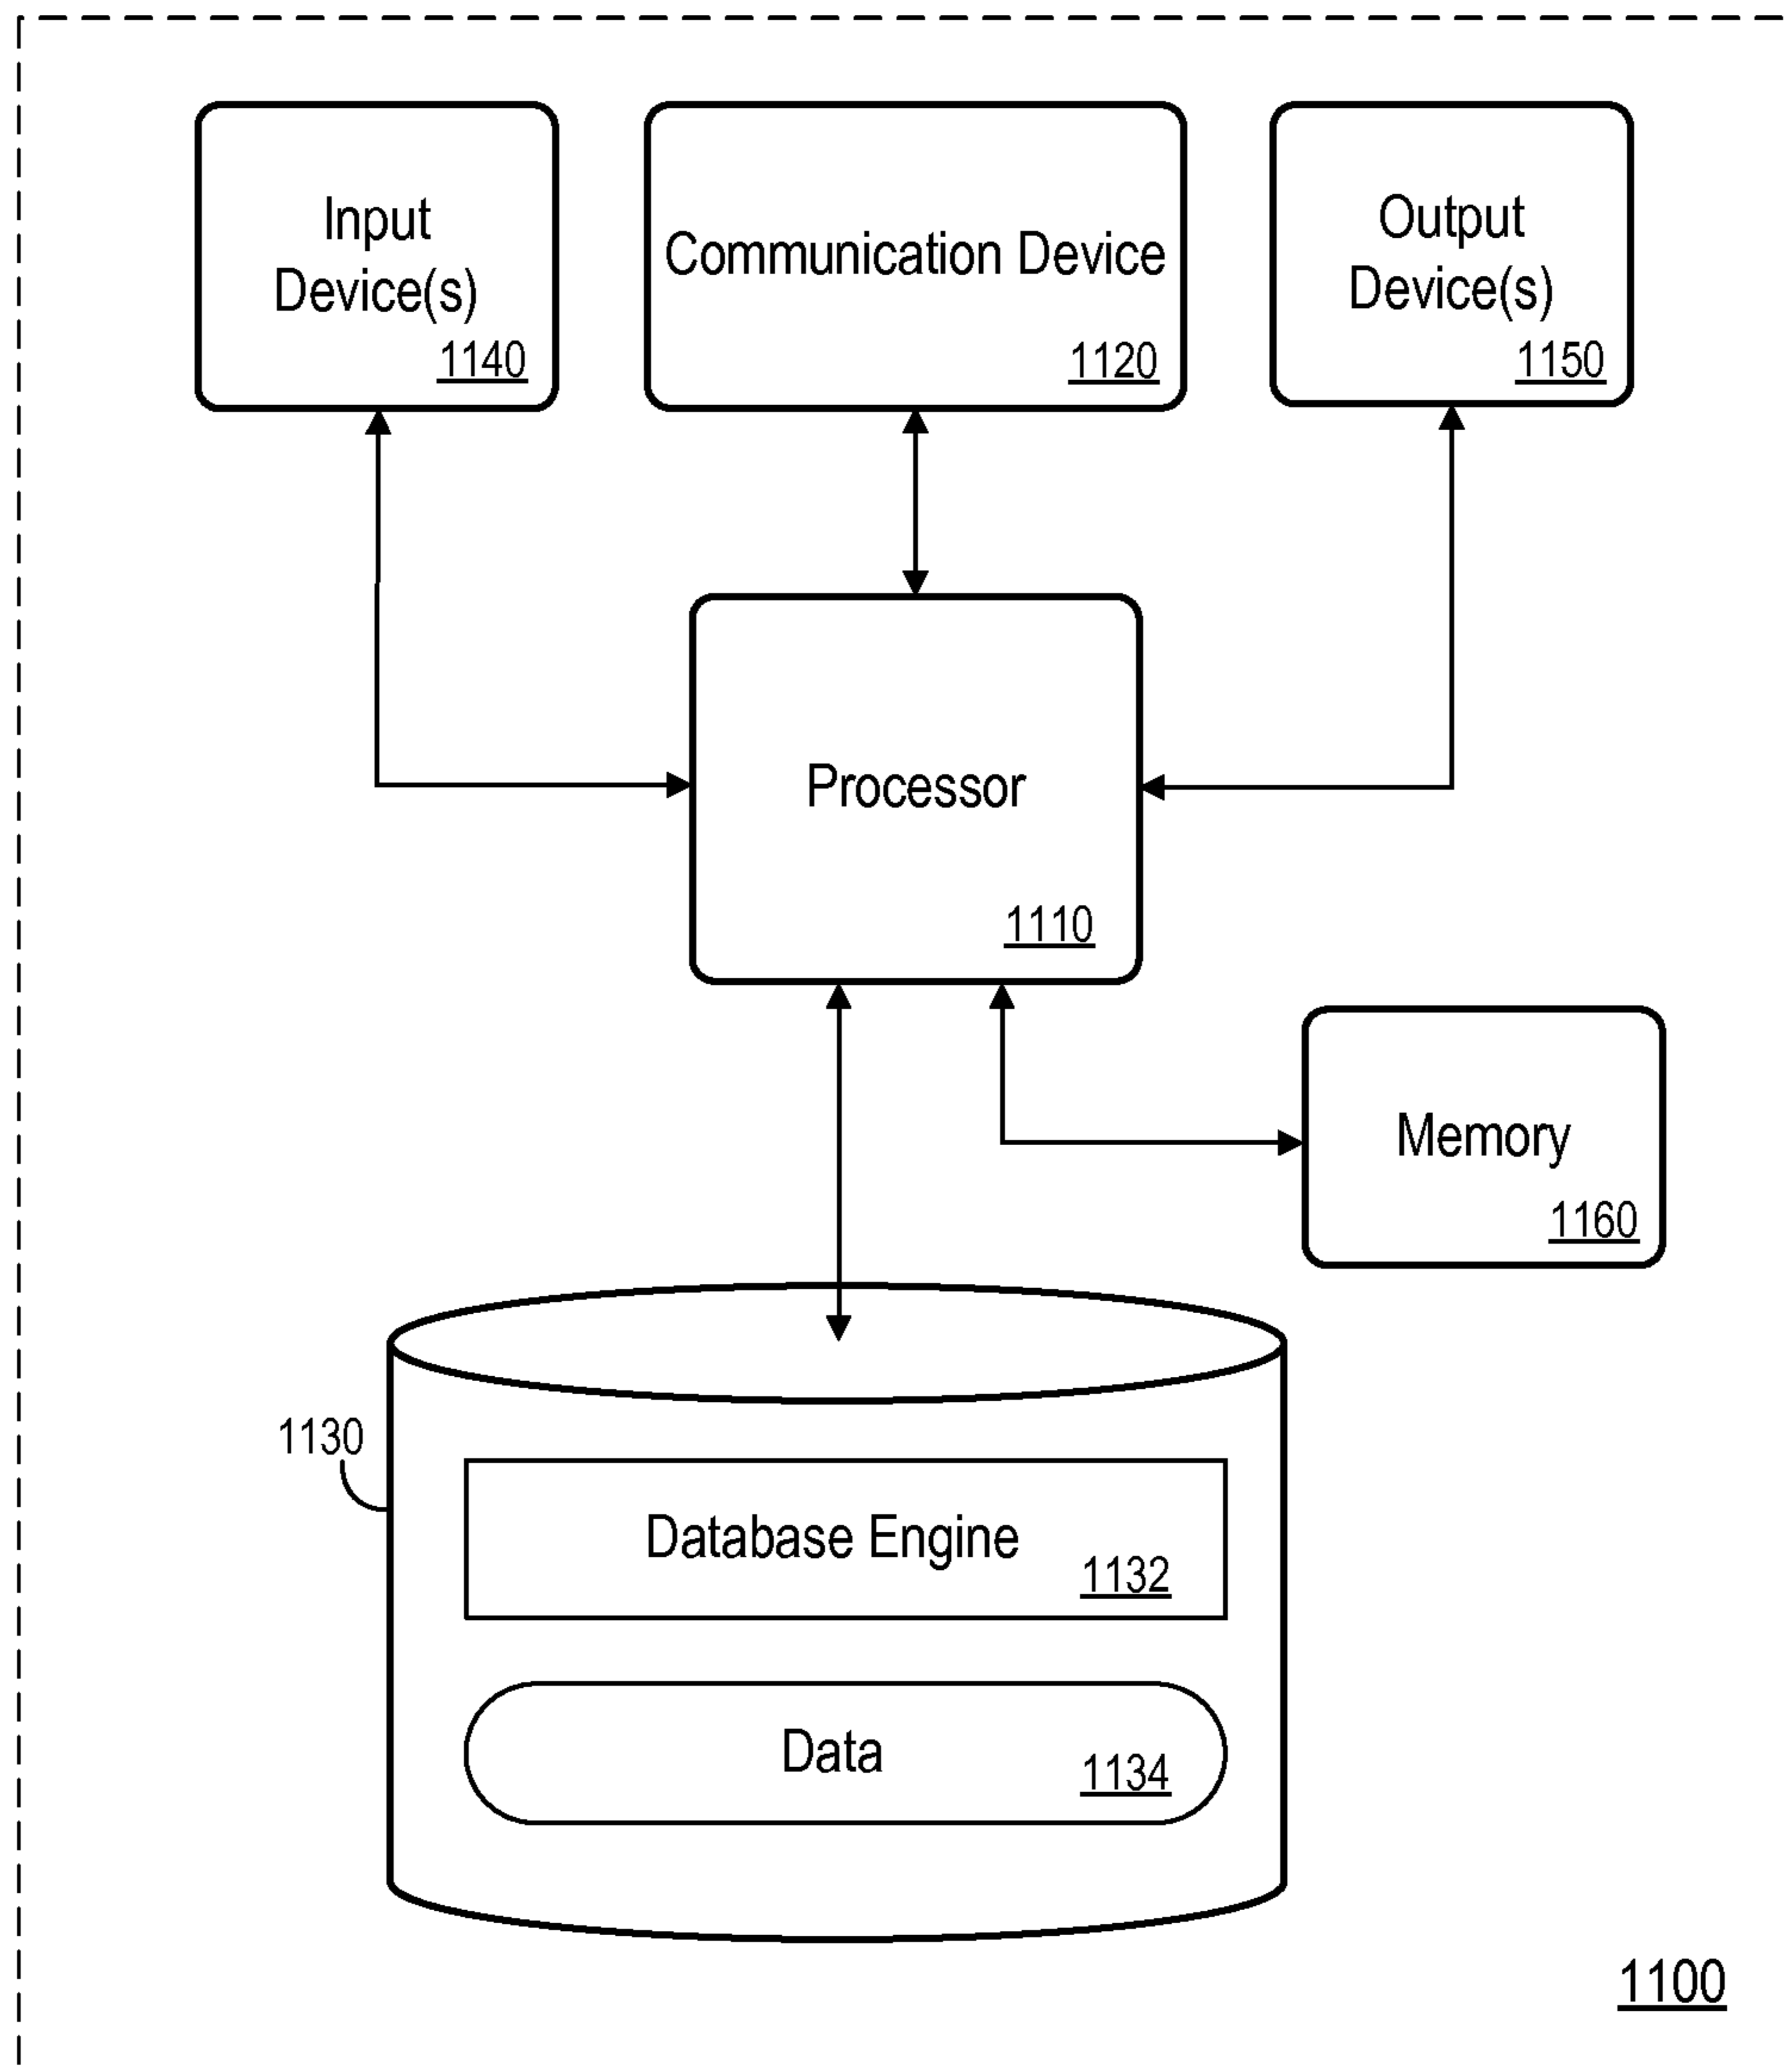 Input
Device(s)
1140
Communication Device
1120
Output
Device(s)
1150
Processor
1110
Memory
1160
1130
Database Engine
1132
Data
1134
1100